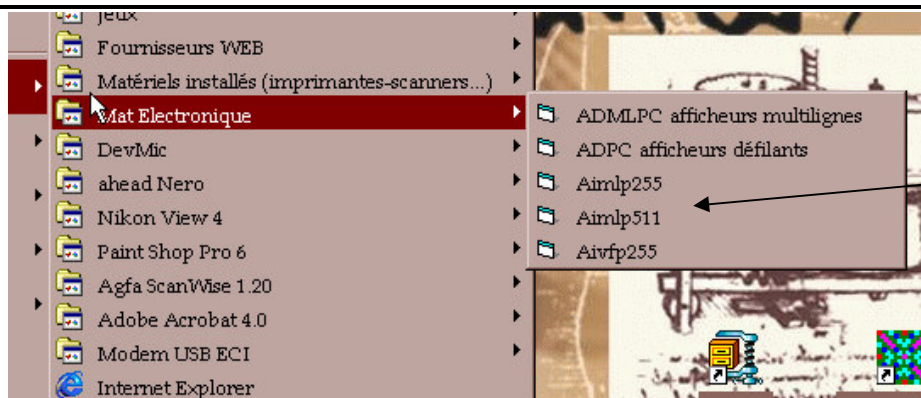 Jeux
Fournisseurs WEB
Matériels installés (imprimantes-scanners...)
Mat Electronique
DevMic
ahead Nero
Nikon View 4
Paint Shop Pro 6
Agfa ScanWise 1.20
Adobe Acrobat 4.0
Modem USB ECI
Internet Explorer
ADMLPC afficheurs multilignes
ADPC afficheurs défilants
Aimlp255
Aimlp511
Aivfp255